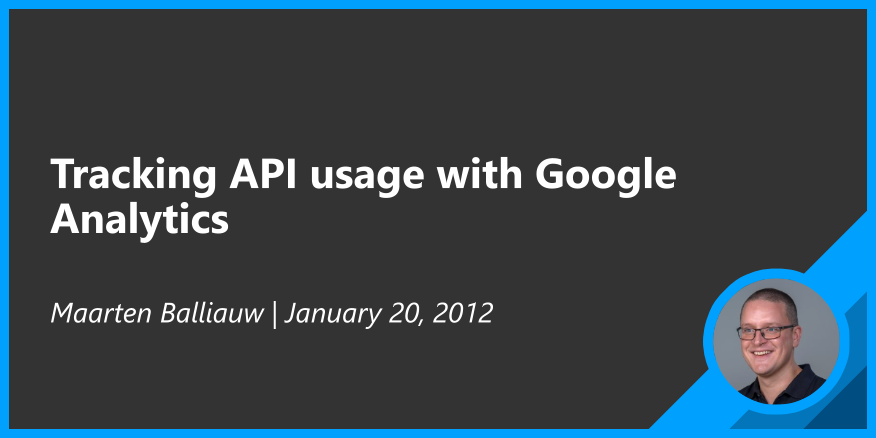 Tracking API usage with Google
Analytics
Maarten Balliauw | January 20, 2012